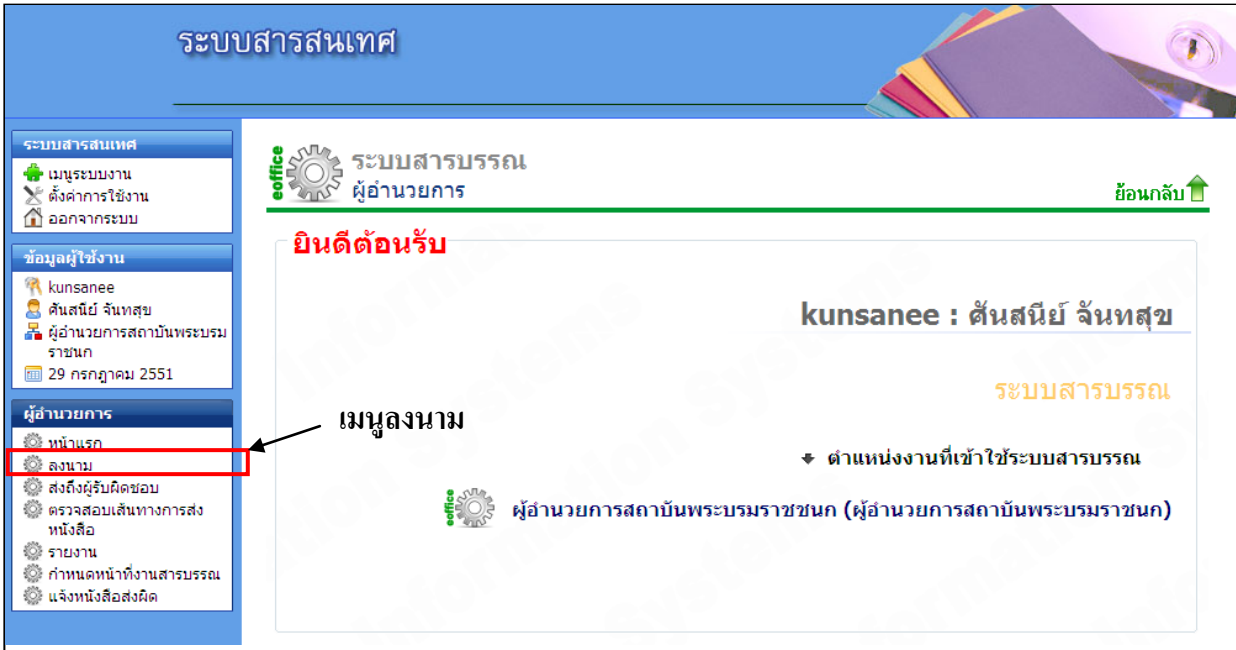 ระบบสารสนเทศ
ระบบสารสนเทศ
เมนูระบบงาน
ตั้งค่าการใช้งาน
ออกจากระบบ
ข้อมูลผู้ใช้งาน
kunsanee
ศันสนีย์ จันทสุข
ผู้อำนวยการสถาบันพระบรม
ราชนก
29 กรกฎาคม 2551
ผู้อำนวยการ
หน้าแรก
ลงนาม
ส่งถึงผู้รับผิดชอบ
ตรวจสอบเส้นทางการส่ง
หนังสือ
รายงาน
กำหนดหน้าที่งานสารบรรณ
แจ้งหนังสือส่งผิด
eoffice
ระบบสารบรรณ
ผู้อำนวยการ
ย้อนกลับ
ยินดีต้อนรับ
kunsanee : ศันสนีย์ จันทสุข
ระบบสารบรรณ
เมนูลงนาม
ตำแหน่งงานที่เข้าใช้ระบบสารบรรณ
eoffice
ผู้อำนวยการสถาบันพระบรมราชชนก (ผู้อำนวยการสถาบันพระบรมราชนก)
Information Systems